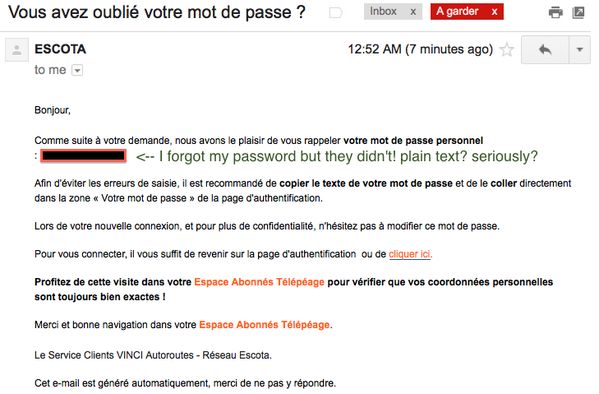 Vous avez oublié votre mot de passe ?
Inbox x
A garder x
ESCOTA
12:52 AM (7 minutes ago)
to me
Bonjour,
Comme suite à votre demande, nous avons le plaisir de vous rappeler votre mot de passe personnel
: <-- I forgot my password but they didn't! plain text? seriously?
Afin d'éviter les erreurs de saisie, il est recommandé de copier le texte de votre mot de passe et de le coller directement
dans la zone « Votre mot de passe » de la page d'authentification.
Lors de votre nouvelle connexion, et pour plus de confidentialité, n'hésitez pas à modifier ce mot de passe.
Pour vous connecter, il vous suffit de revenir sur la page d'authentification ou de cliquer ici.
Profitez de cette visite dans votre Espace Abonnés Télépéage pour vérifier que vos coordonnées personnelles
sont toujours bien exactes !
Merci et bonne navigation dans votre Espace Abonnés Télépéage.
Le Service Clients VINCI Autoroutes - Réseau Escota.
Cet e-mail est généré automatiquement, merci de ne pas y répondre.